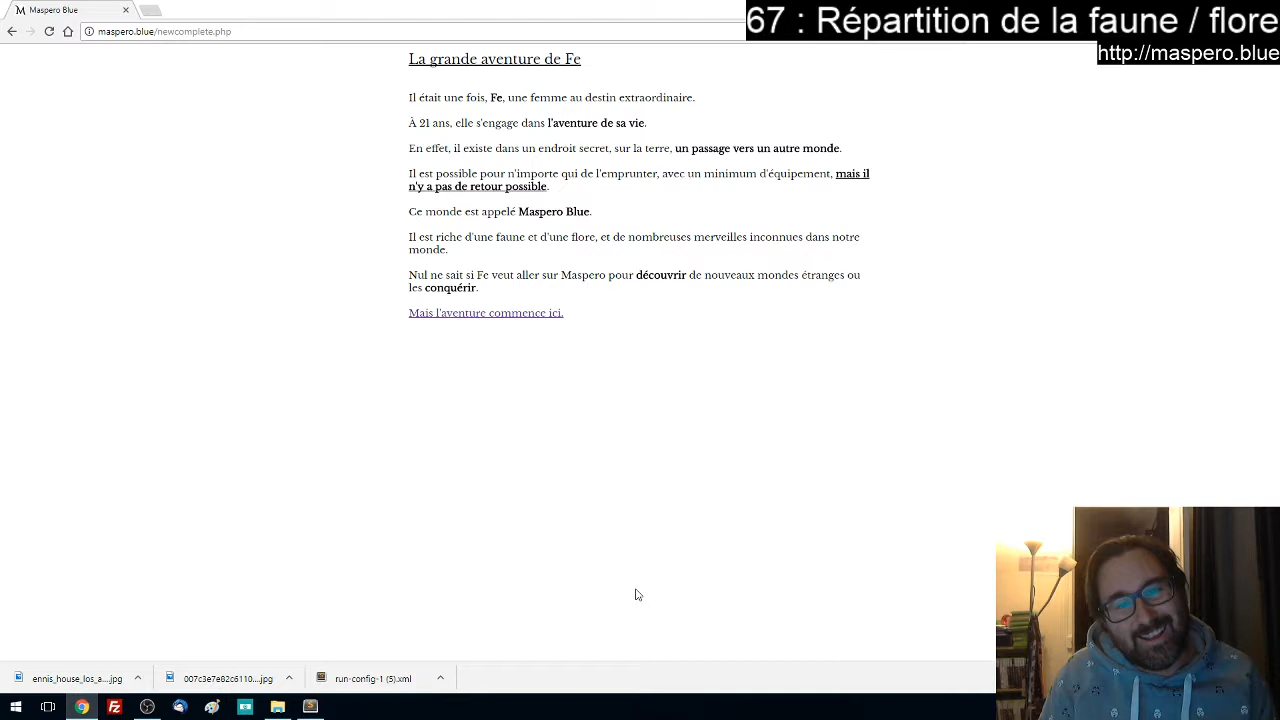 Maspero Blue
67 : Répartition de la faune / flore
maspero.blue/newcomplete.php
http://maspero.blue
La grande aventure de Fe
Il était une fois, Fe, une femme au destin extraordinaire.
À 21 ans, elle s'engage dans l'aventure de sa vie.
En effet, il existe dans un endroit secret, sur la terre, un passage vers un autre monde.
Il est possible pour n'importe qui de l'emprunter, avec un minimum d'équipement, mais il
n'y a pas de retour possible.
Ce monde est appelé Maspero Blue.
Il est riche d'une faune et d'une flore, et de nombreuses merveilles inconnues dans notre
monde.
Nul ne sait si Fe veut aller sur Maspero pour découvrir de nouveaux mondes étranges ou
les conquérir.
Mais l'aventure commence ici.
ennis_house_los_a....jpg
007c3e7e82c6110...jpg
run-config-1 (5).xml